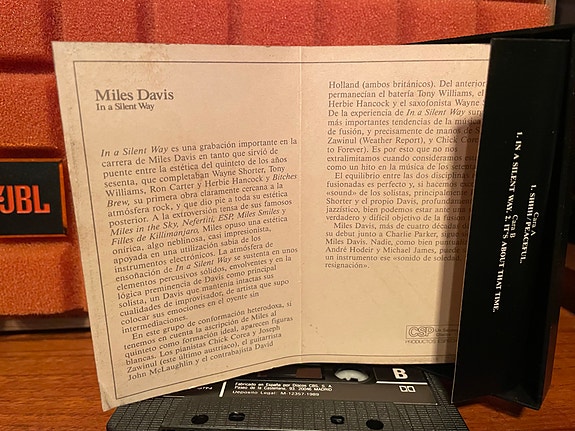 Miles Davis
In a Silent Way
In a Silent Way es una grabación importante en la
carrera de Miles Davis en tanto que sirvió de
puente entre la estética del quinteto de los años
sesenta, que completaban Wayne Shorter, Tony
Williams, Ron Carter y Herbie Hancock y Bitches
Brew, su primera obra claramente cercana a la
atmósfera rock, y que dio pie a toda su estética
posterior. A la extroversión tensa de sus famosos
Miles in the Sky, Nefertiti, ESP, Miles Smiles y
Filles de Killimanjaro, Miles opuso una estética
onírica, algo neblinosa, casi impresionista,
apoyada en una utilización sabia de los
instrumentos electrónicos. La atmósfera de
ensoñación de In a Silent Way se sustenta en unos
elementos percusivos sólidos, envolventes y en la
lógica preminencia de Davis como principal
solista, un Davis que mantenía intactas sus
cualidades de improvisador, de artista que supo
colocar sus emociones en el oyente sin
intermediaciones.
En este grupo de conformación heterodoxa, si
tenemos en cuenta la adscripción de Miles al
quinteto como formación ideal, aparecen figuras
blancas. Los pianistas Chick Corea y Joseph
Zawinul (este último austríaco), el guitarrista
John McLaughlin y el contrabajista David
Holland (ambos británicos). Del anterior
permanecían el batería Tony Williams, el
Herbie Hancock y el saxofonista Wayne
De la experiencia de In a Silent Way
más importantes tendencias de la música
de fusión, y precisamente de manos de
Zawinul (Weather Report), y Chick
to Forever). Es por eso que no nos
extralimitamos cuando consideramos
como un hito en la música de los
El equilibrio entre las dos disciplinas
fusionadas es perfecto y, si hacemos
«sound» de los solistas, principalmente
Shorter y el propio Davis,
jazzístico, bien podemos estar ante una
verdadero y difícil objetivo de la fusión
Miles Davis, más de cuatro décadas
su debut junto a Charlie Parker,
Miles Davis. Nadie, como bien
André Hodeir y Michael James, puede
un instrumento ese «sonido de
resignación».
CSP
Cara A
1. SHHH / PEACEFUL
Cara B
1. IN A SILENT WAY. 2. IT'S ABOUT THAT TIME.
JBL
B
Fabricado en España por Discos CBS, S. A.
Paseo de la Castellana, 93. 28046 MADRID
Depósito Legal: M-12357-1989